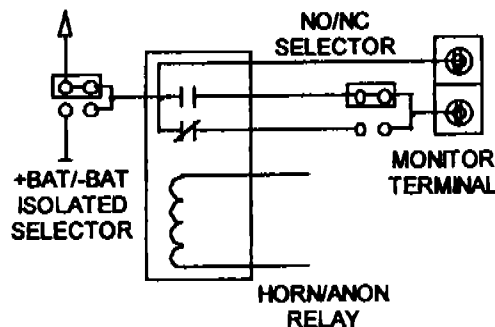 NO/NC
SELECTOR
+BAT/-BAT
ISOLATED
SELECTOR
MONITOR
TERMINAL
HORN/ANON
RELAY